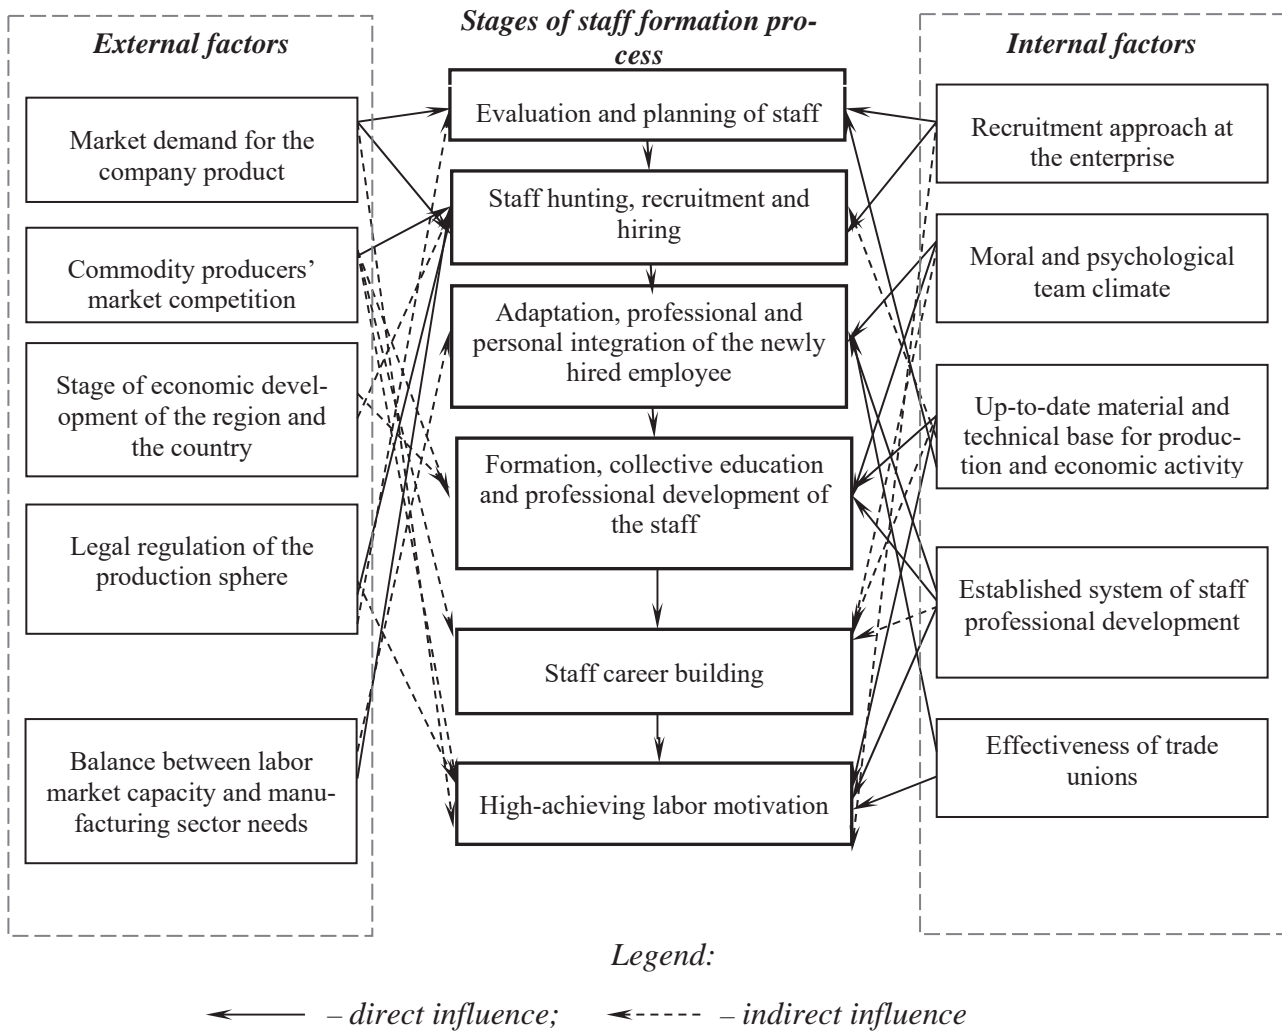 External factors
Market demand for the
company product
Commodity producers’
market competition
Stage of economic devel-
opment of the region and
the country
Legal regulation of the
production sphere
Balance between labor
market capacity and manu-
facturing sector needs
Stages of staff formation pro-
cess
Evaluation and planning of staff
Staff hunting, recruitment and
hiring
Adaptation, professional and
personal integration of the newly
hired employee
Formation, collective education
and professional development of
the staff
Staff career building
High-achieving labor motivation
Internal factors
Recruitment approach at
the enterprise
Moral and psychological
team climate
Up-to-date material and
technical base for produc-
tion and economic activity
Established system of staff
professional development
Effectiveness of trade
unions
Legend:
– direct influence; – indirect influence